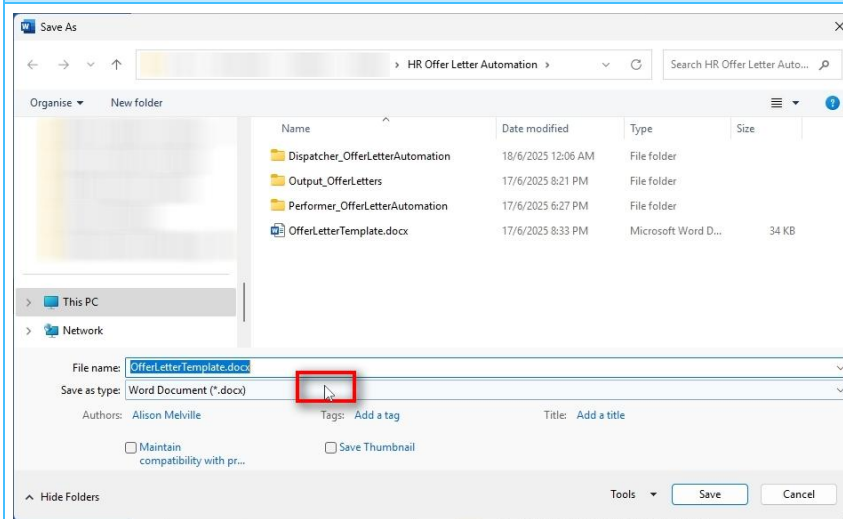 Save As
HR Offer Letter Automation
Search HR Offer Letter Auto...
Organise New folder
Name Date modified Type Size
Dispatcher_OfferLetterAutomation 18/6/2025 12:06 AM File folder
Output_OfferLetters 17/6/2025 8:21 PM File folder
Performer_OfferLetterAutomation 17/6/2025 6:27 PM File folder
OfferLetterTemplate.docx 17/6/2025 8:33 PM Microsoft Word D... 34 KB
This PC
Network
File name: OfferLetterTemplate.docx
Save as type: Word Document (*.docx)
Authors: Alison Melville Tags: Add a tag Title: Add a title
Maintain compatibility with pr... Save Thumbnail
Hide Folders Tools Save Cancel